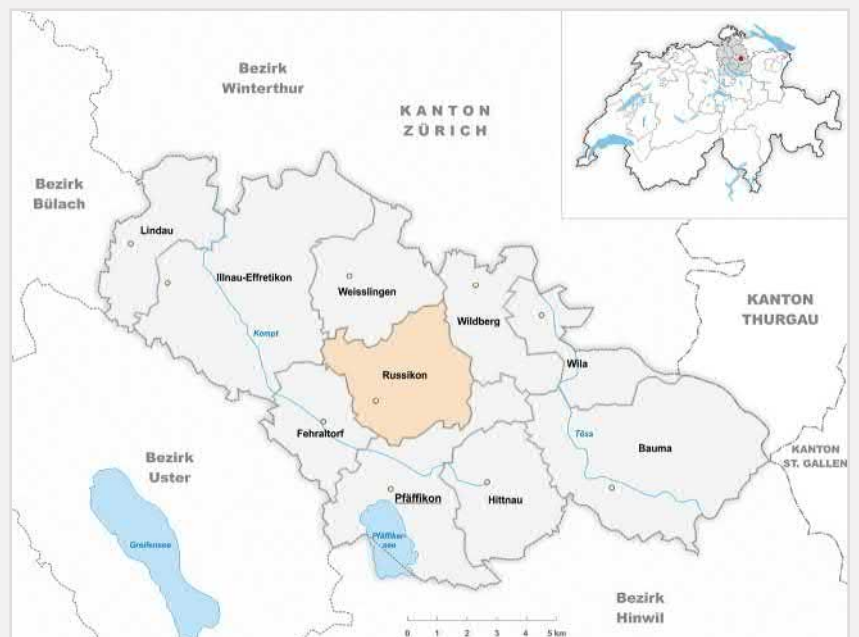 Bezirk
Winterthur
KANTON
ZÜRICH
Bezirk
Bülach
Lindau
Illnau-Effretikon
Weisslingen
Wildberg
KANTON
THURGAU
Kempt
Wila
Russikon
Fehraltorf
Töss
Bauma
KANTON
ST. GALLEN
Bezirk
Uster
Pfäffikon
Hittnau
Greifensee
Pfäffiker-
see
Bezirk
Hinwil
0 1 2 3 4 5 km